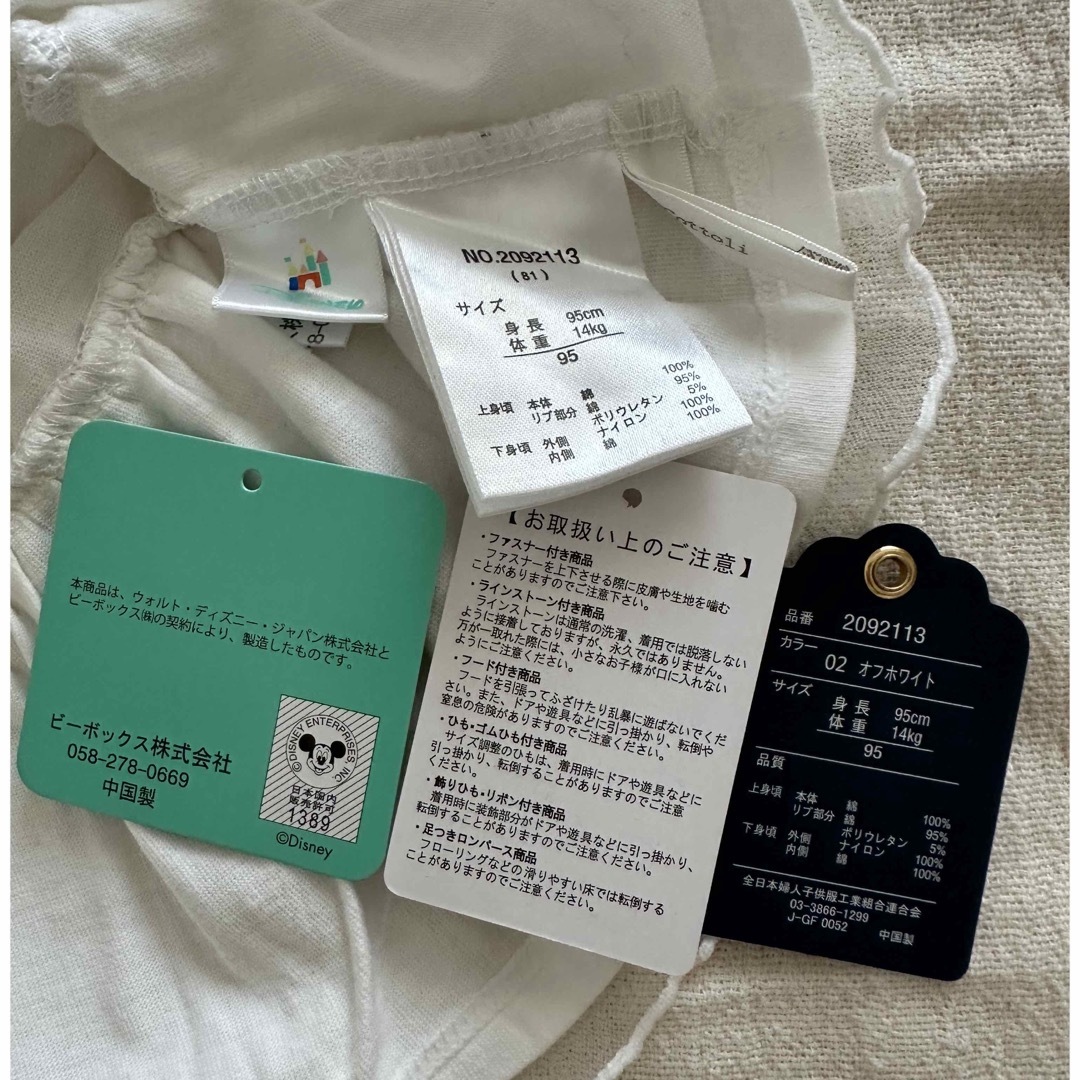 ottoli
NO.2092113
(81)
サイズ
身長 95cm
体重 14kg
95
上身頃 本体 綿 100%
リブ部分 綿 95%
ポリウレタン 5%
下身頃 外側 ナイロン 100%
内側 綿 100%
本商品は、ウォルト・ディズニー・ジャパン株式会社と
ビーボックス㈱の契約により、製造したものです。
ビーボックス株式会社
058-278-0669
中国製
©DISNEY ENTERPRISES, INC
日本国内
販売許可
1389
©Disney
【お取扱い上のご注意】
・ファスナー付き商品
ファスナーを上下させる際に皮膚や生地を噛む
ことがありますのでご注意下さい。
・ラインストーン付き商品
ラインストーンは通常の洗濯、着用では脱落しない
ように接着しておりますが、永久ではありません。
万が一取れた際には、小さなお子様が口に入れない
ようにご注意ください。
・フード付き商品
フードを引張ってふざけたり乱暴に遊ばないでくだ
さい。また、ドアや遊具などに引っ掛かり、転倒や
窒息の危険がありますのでご注意ください。
・ひも・ゴムひも付き商品
サイズ調整のひもは、着用時にドアや遊具などに
引っ掛かり、転倒することがありますのでご注意
ください。
・飾りひも・リボン付き商品
着用時に装飾部分がドアや遊具などに引っ掛かり、
転倒することがありますのでご注意ください。
・足つきロンパース商品
フローリングなどの滑りやすい床では転倒する
ことがありますのでご注意ください。
品番 2092113
カラー 02 オフホワイト
サイズ
身長 95cm
体重 14kg
95
品質
上身頃 本体 綿 100%
リブ部分 綿 95%
ポリウレタン 5%
下身頃 外側 ナイロン 100%
内側 綿 100%
全日本婦人子供服工業組合連合会
03-3866-1299
J-GF 0052 中国製